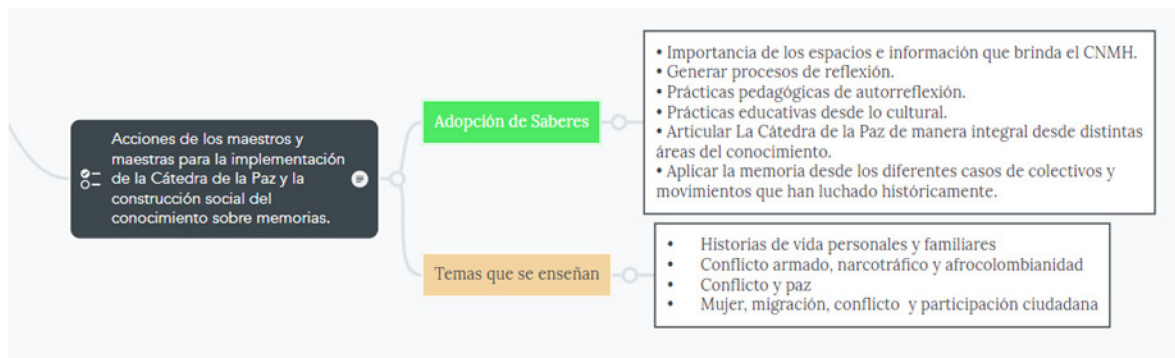 Acciones de los maestros y
maestras para la implementación
de la Cátedra de la Paz y la
construcción social del
conocimiento sobre memorias.
Adopción de Saberes
• Importancia de los espacios e información que brinda el CNMH.
• Generar procesos de reflexión.
• Prácticas pedagógicas de autorreflexión.
• Prácticas educativas desde lo cultural.
• Articular La Cátedra de la Paz de manera integral desde distintas
áreas del conocimiento.
• Aplicar la memoria desde los diferentes casos de colectivos y
movimientos que han luchado históricamente.
Temas que se enseñan
• Historias de vida personales y familiares
• Conflicto armado, narcotráfico y afrocolombianidad
• Conflicto y paz
• Mujer, migración, conflicto y participación ciudadana